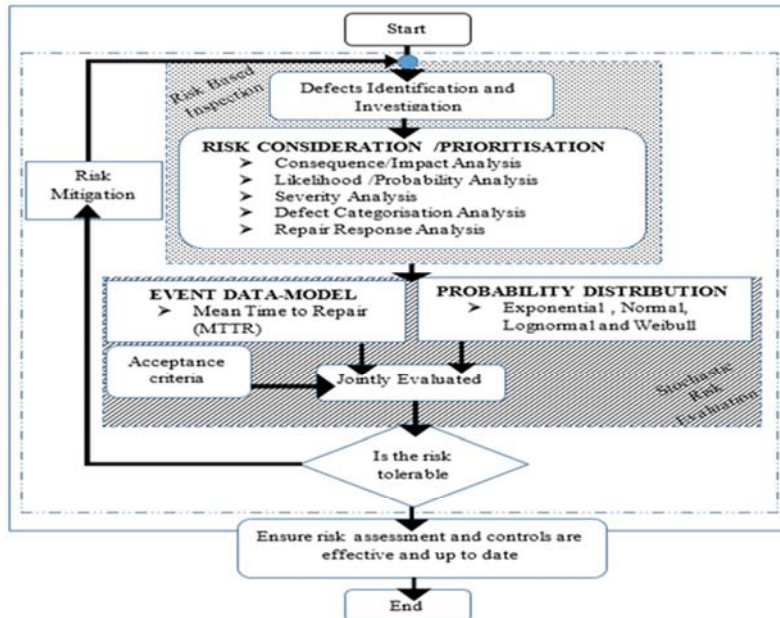 Start
Risk Based
Inspection
Defects Identification and
Investigation
RISK CONSIDERATION /PRIORITISATION
➢ Consequence/Impact Analysis
➢ Likelihood /Probability Analysis
➢ Severity Analysis
➢ Defect Categorisation Analysis
➢ Repair Response Analysis
Risk
Mitigation
EVENT DATA-MODEL
➢ Mean Time to Repair
(MTTR)
PROBABILITY DISTRIBUTION
➢ Exponential , Normal,
Lognormal and Weibull
Acceptance
criteria
Jointly Evaluated
Stochastic
Risk
Evaluation
Is the risk
tolerable
Ensure risk assessment and controls are
effective and up to date
End